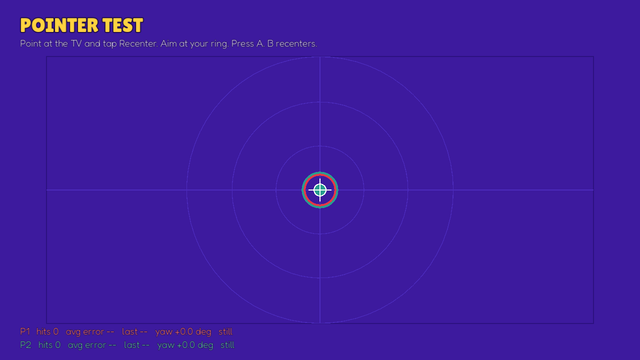 POINTER TEST
Point at the TV and tap Recenter. Aim at your ring. Press A. B recenters.
P1 hits 0 avg error -- last -- yaw +0.0 deg still
P2 hits 0 avg error -- last -- yaw +0.0 deg still